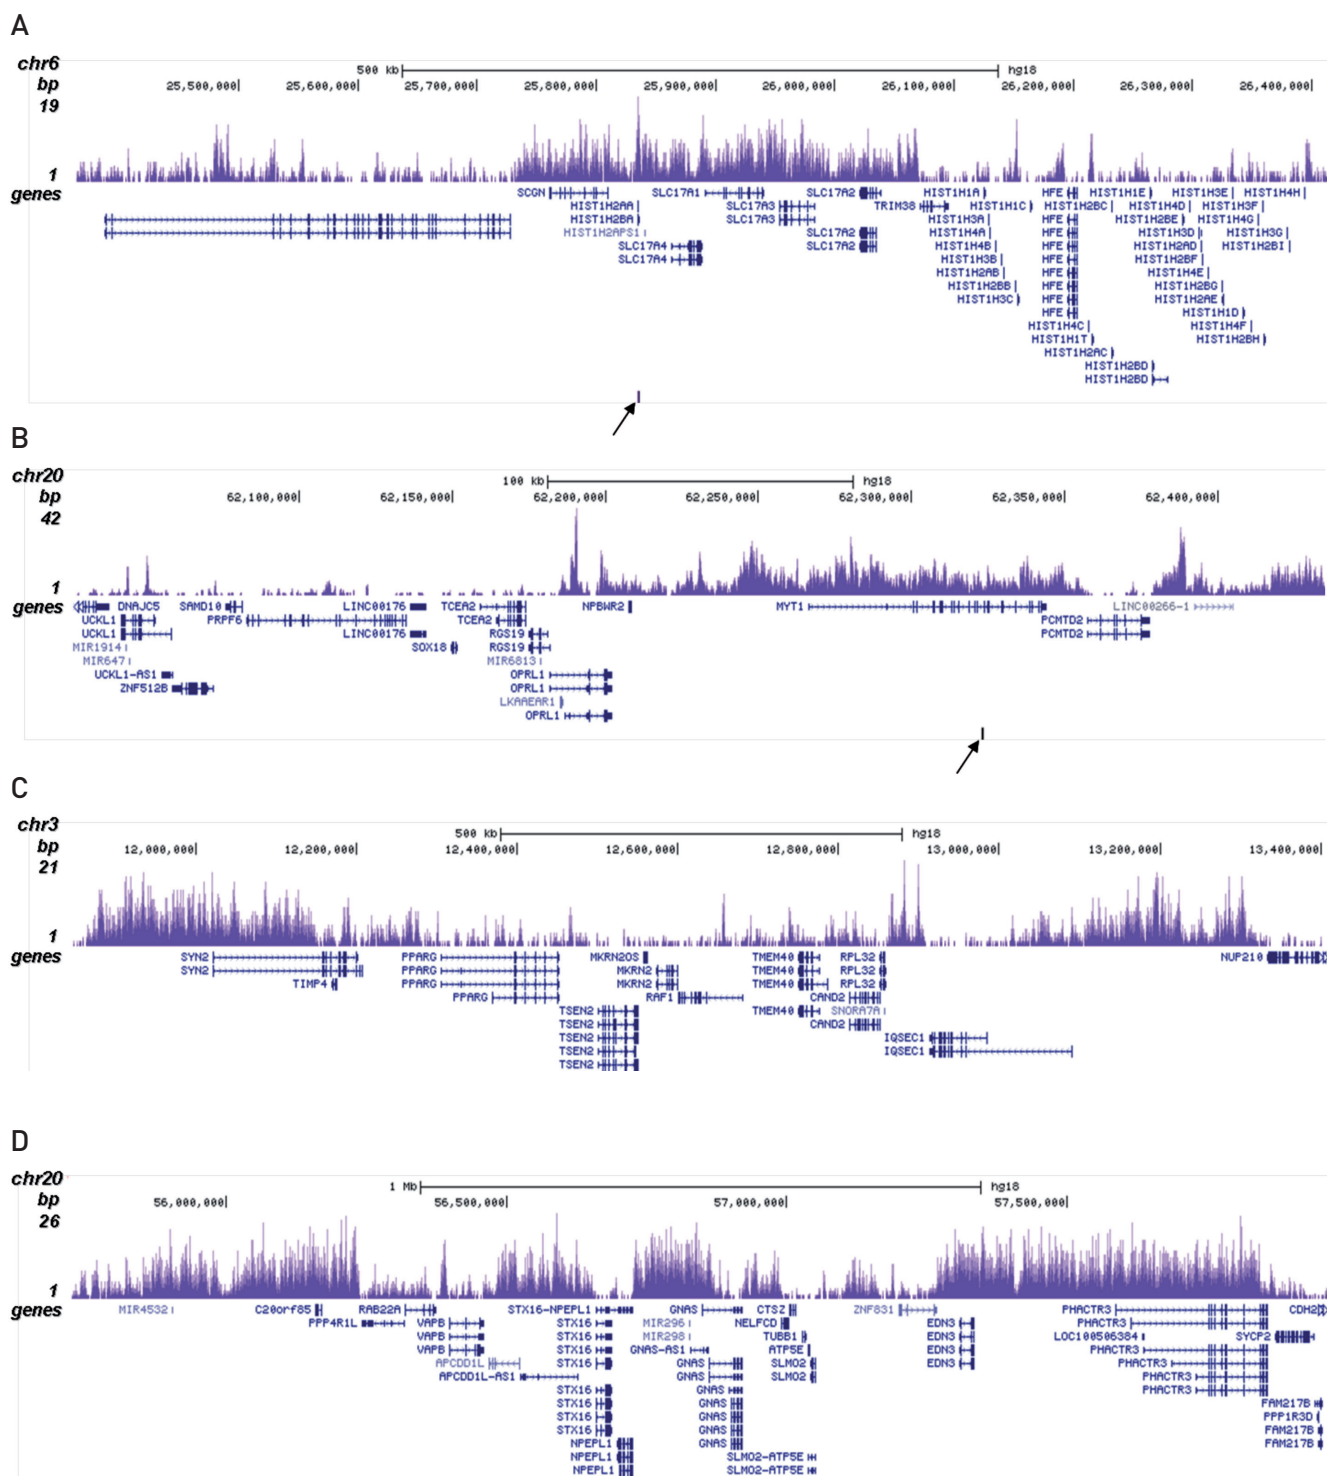 A
chr6
500 kb hg18
bp
25,500,000 25,600,000 25,700,000 25,800,000 25,900,000 26,000,000 26,100,000 26,200,000 26,300,000 26,400,000
19
1
genes
SCGN SLC17A1 SLC17A2 HIST1H1A HFE HIST1H1E HIST1H3E HIST1H4H
HIST1H2AA SLC17A3 TRIM38 HIST1H1C HIST1H2BC HIST1H4D HIST1H3F
HIST1H2BA SLC17A3 HIST1H3A HFE HIST1H2BE HIST1H4G
HIST1H2APS1 SLC17A2 HIST1H4A HFE HIST1H3D HIST1H3G
SLC17A4 SLC17A2 HIST1H4B HFE HIST1H2AD HIST1H2BI
SLC17A4 HIST1H3B HFE HIST1H2BF
HIST1H2AB HFE HIST1H4E
HIST1H2BB HFE HIST1H2BG
HIST1H3C HFE HIST1H2AE
HFE HIST1H1D
HIST1H4C HIST1H4F
HIST1H1T HIST1H2BH
HIST1H2AC
HIST1H2BD
HIST1H2BD
B
chr20
100 kb hg18
bp
62,100,000 62,150,000 62,200,000 62,250,000 62,300,000 62,350,000 62,400,000
42
1
genes
DNAJC5 SAMD10 LINC00176 TCEA2 NPBWR2 MYT1 LINC00266-1
UCKL1 PRPF6 TCEA2 PCMTD2
UCKL1 LINC00176 RGS19 PCMTD2
MIR1914 SOX18 RGS19
MIR647 MIR6813
UCKL1-AS1 OPRL1
ZNF512B OPRL1
LKAAEAR1
OPRL1
C
chr3
500 kb hg18
bp
12,000,000 12,200,000 12,400,000 12,600,000 12,800,000 13,000,000 13,200,000 13,400,000
21
1
genes
SYN2 PPARG MKRN2OS TMEM40 RPL32 NUP210
SYN2 PPARG MKRN2 TMEM40 RPL32
TIMP4 PPARG MKRN2 TMEM40 RPL32
PPARG RAF1 CAND2
TSEN2 TMEM40 SNORA7A
TSEN2 CAND2
TSEN2 IQSEC1
TSEN2 IQSEC1
TSEN2
D
chr20
1 Mb hg18
bp
56,000,000 56,500,000 57,000,000 57,500,000
26
1
genes
MIR4532 C20orf85 RAB22A STX16-NPEPL1 GNAS CTSZ ZNF831 PHACTR3 CDH26
PPP4R1L VAPB STX16 MIR296 NELFCD EDN3 PHACTR3
VAPB STX16 MIR298 TUBB1 EDN3 LOC100506384 SYCP2
VAPB STX16 GNAS-AS1 ATP5E EDN3 PHACTR3
APCDD1L STX16 GNAS SLMO2 EDN3 PHACTR3
APCDD1L-AS1 GNAS SLMO2 PHACTR3
STX16 GNAS PHACTR3
STX16 GNAS FAM217B
STX16 GNAS PPP1R3D
STX16 GNAS FAM217B
NPEPL1 GNAS FAM217B
NPEPL1 SLMO2-ATP5E
NPEPL1 SLMO2-ATP5E